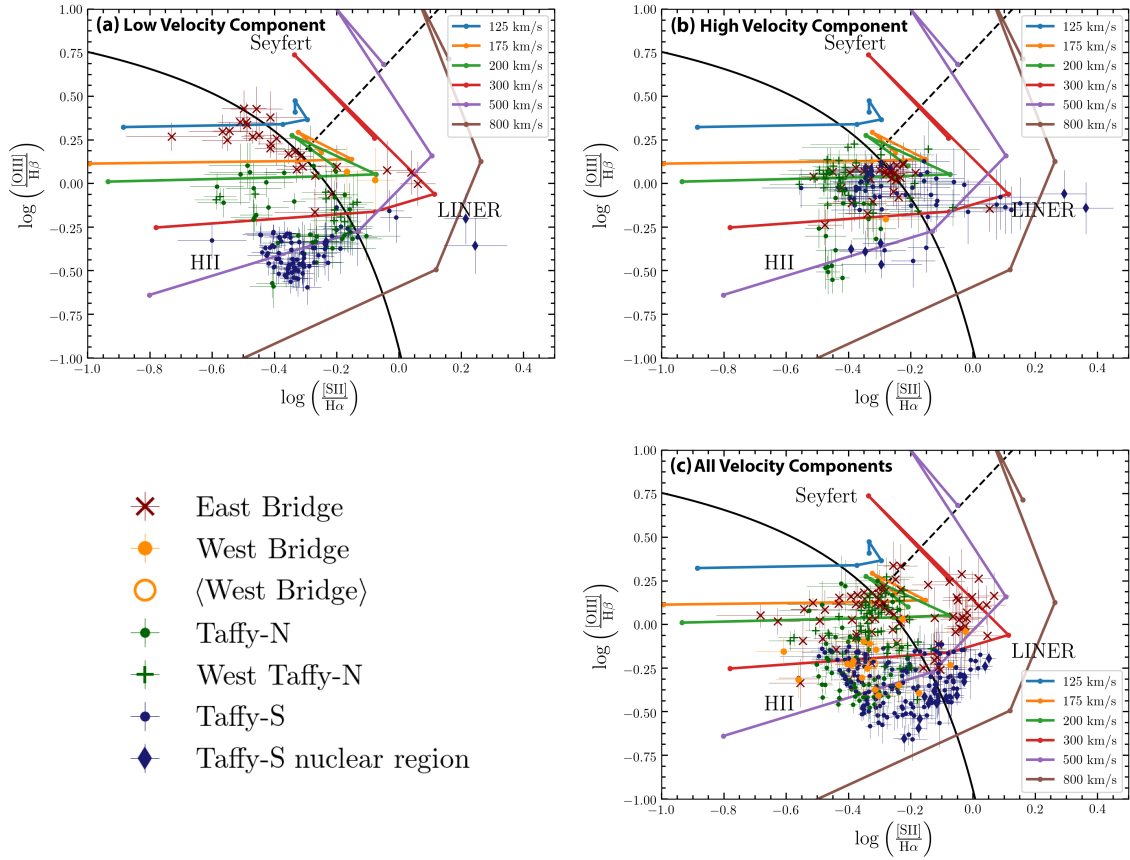 (a) Low Velocity Component
Seyfert
HII
LINER
125 km/s
175 km/s
200 km/s
300 km/s
500 km/s
800 km/s
1.00
0.75
0.50
0.25
0.00
−0.25
−0.50
−0.75
−1.00
−1.0 −0.8 −0.6 −0.4 −0.2 0.0 0.2 0.4
log ([OIII]/Hβ)
log ([SII]/Hα)
(b) High Velocity Component
Seyfert
HII
LINER
125 km/s
175 km/s
200 km/s
300 km/s
500 km/s
800 km/s
1.00
0.75
0.50
0.25
0.00
−0.25
−0.50
−0.75
−1.00
−1.0 −0.8 −0.6 −0.4 −0.2 0.0 0.2 0.4
log ([OIII]/Hβ)
log ([SII]/Hα)
East Bridge
West Bridge
⟨West Bridge⟩
Taffy-N
West Taffy-N
Taffy-S
Taffy-S nuclear region
(c) All Velocity Components
Seyfert
HII
LINER
125 km/s
175 km/s
200 km/s
300 km/s
500 km/s
800 km/s
1.00
0.75
0.50
0.25
0.00
−0.25
−0.50
−0.75
−1.00
−1.0 −0.8 −0.6 −0.4 −0.2 0.0 0.2 0.4
log ([OIII]/Hβ)
log ([SII]/Hα)